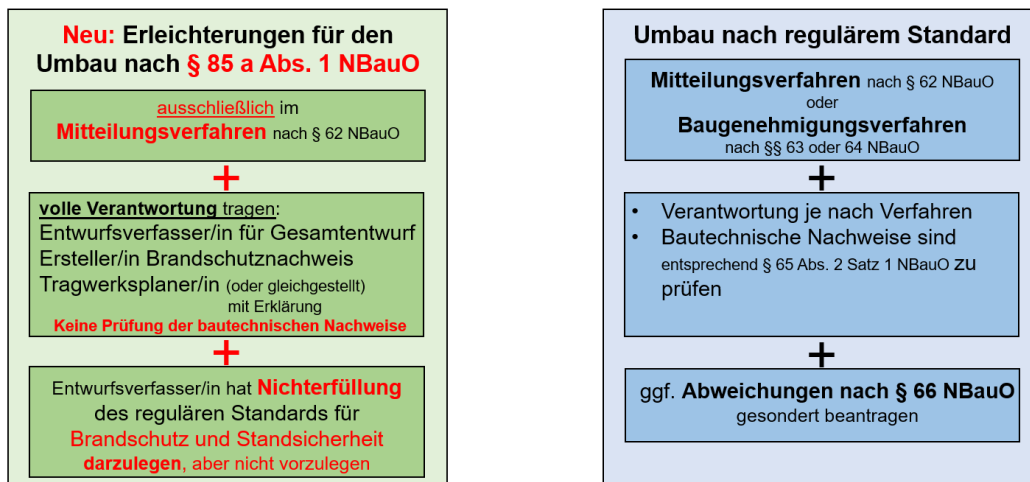 Neu: Erleichterungen für den
Umbau nach § 85 a Abs. 1 NBauO
ausschließlich im
Mitteilungsverfahren nach § 62 NBauO
+
volle Verantwortung tragen:
Entwurfsverfasser/in für Gesamtentwurf
Ersteller/in Brandschutznachweis
Tragwerksplaner/in (oder gleichgestellt)
mit Erklärung
Keine Prüfung der bautechnischen Nachweise
+
Entwurfsverfasser/in hat Nichterfüllung
des regulären Standards für
Brandschutz und Standsicherheit
darzulegen, aber nicht vorzulegen
Umbau nach regulärem Standard
Mitteilungsverfahren nach § 62 NBauO
oder
Baugenehmigungsverfahren
nach §§ 63 oder 64 NBauO
+
• Verantwortung je nach Verfahren
• Bautechnische Nachweise sind
entsprechend § 65 Abs. 2 Satz 1 NBauO zu
prüfen
+
ggf. Abweichungen nach § 66 NBauO
gesondert beantragen